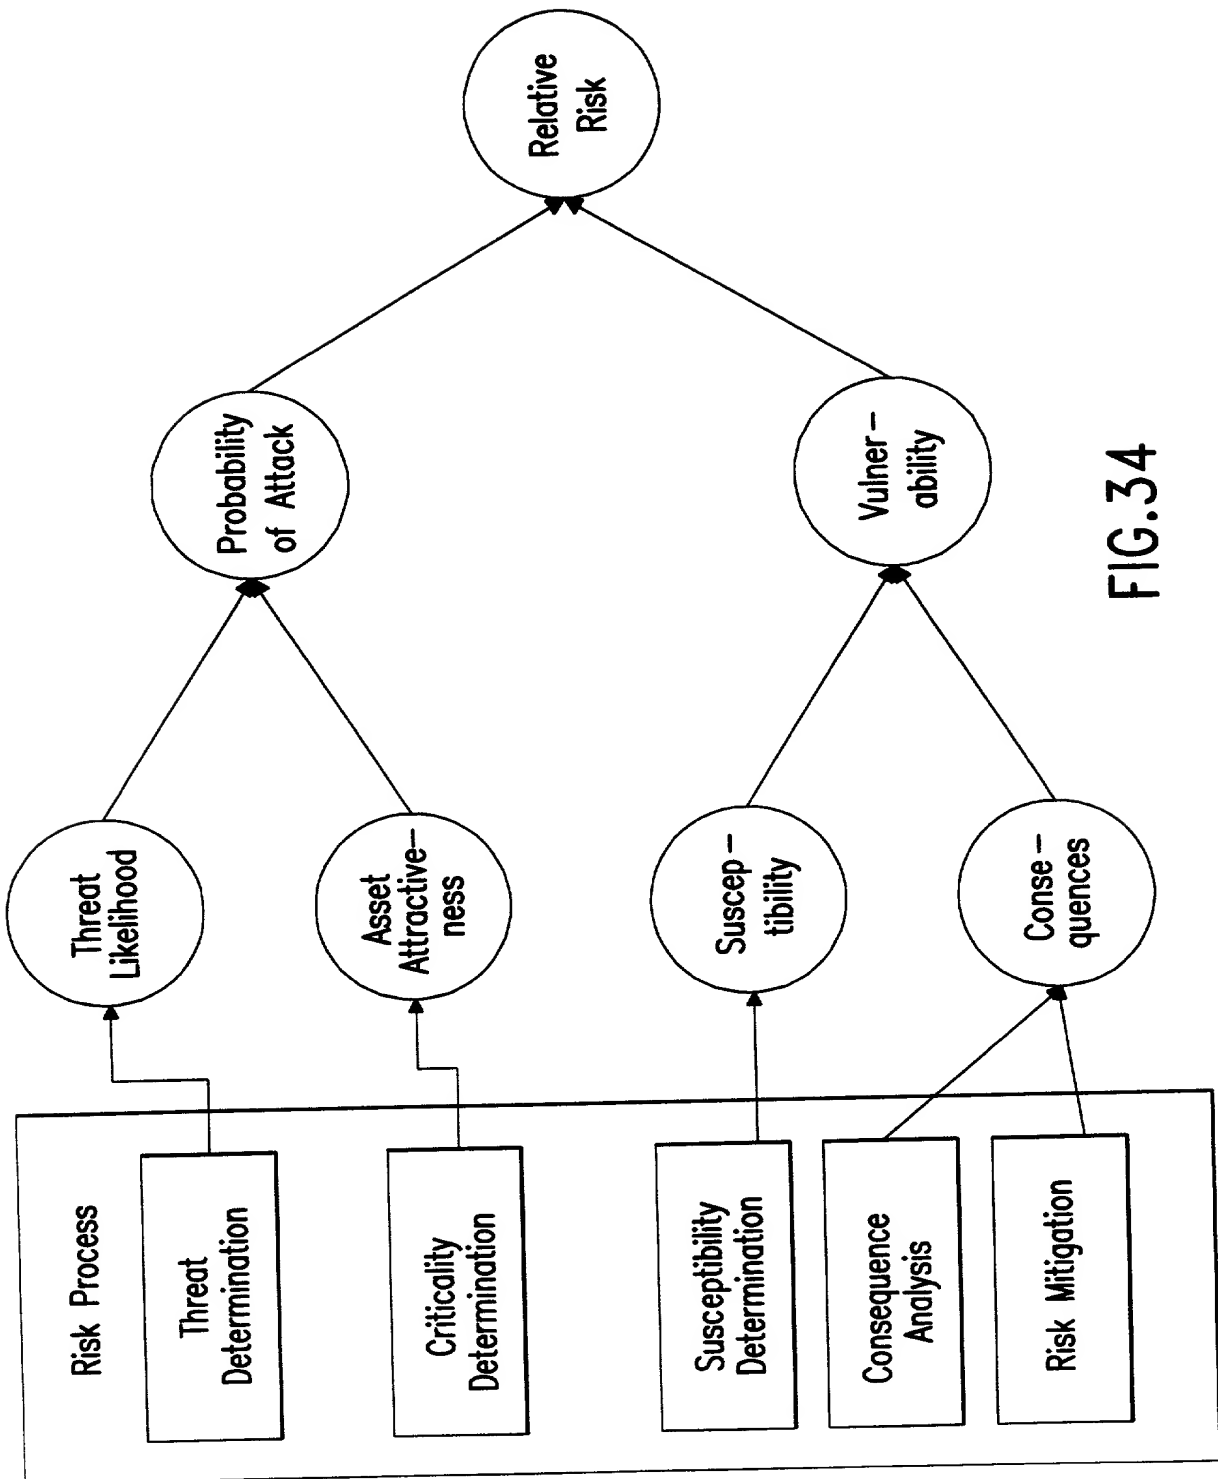 Risk Process
Threat
Determination
Criticality
Determination
Susceptibility
Determination
Consequence
Analysis
Risk Mitigation
Threat
Likelihood
Asset
Attractive–
ness
Suscep–
tibility
Conse–
quences
Probability
of Attack
Vulner–
ability
Relative
Risk
FIG.34